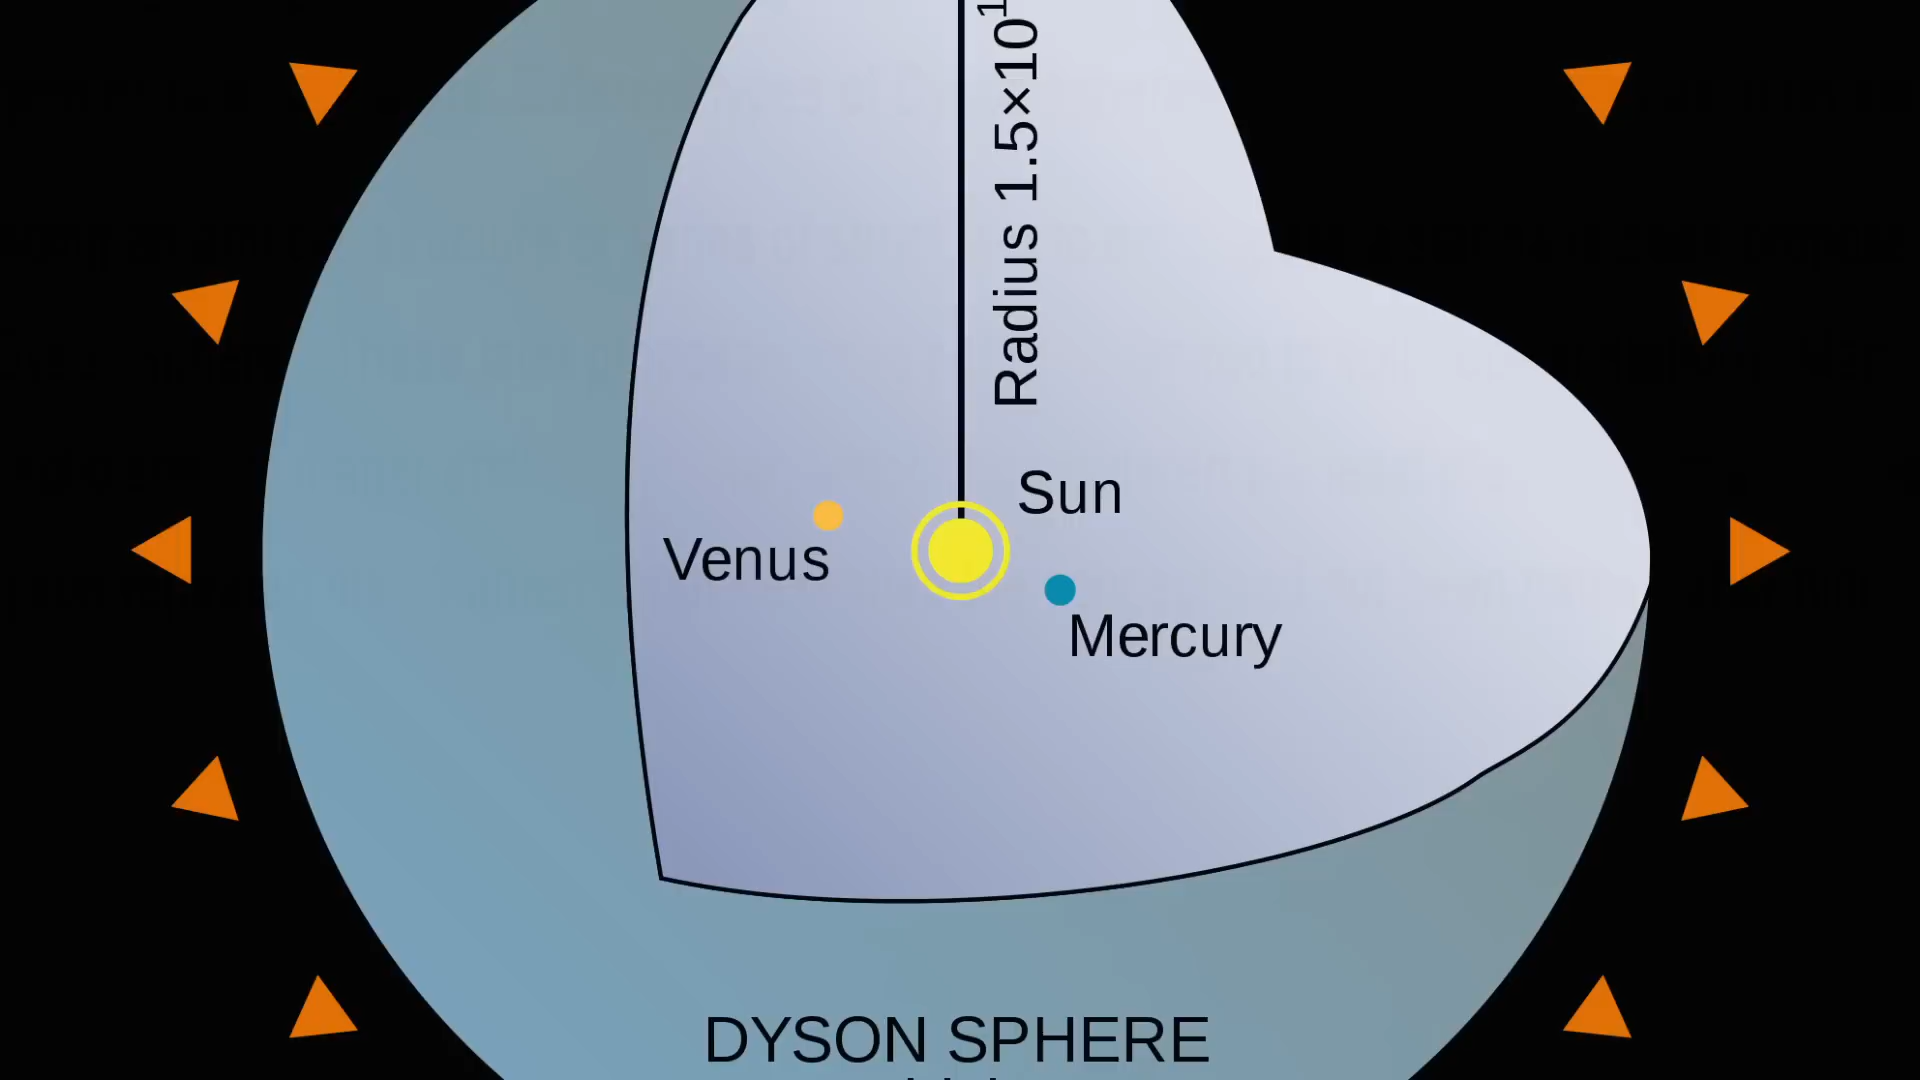 Radius 1.5×10
Sun
Venus
Mercury
DYSON SPHERE